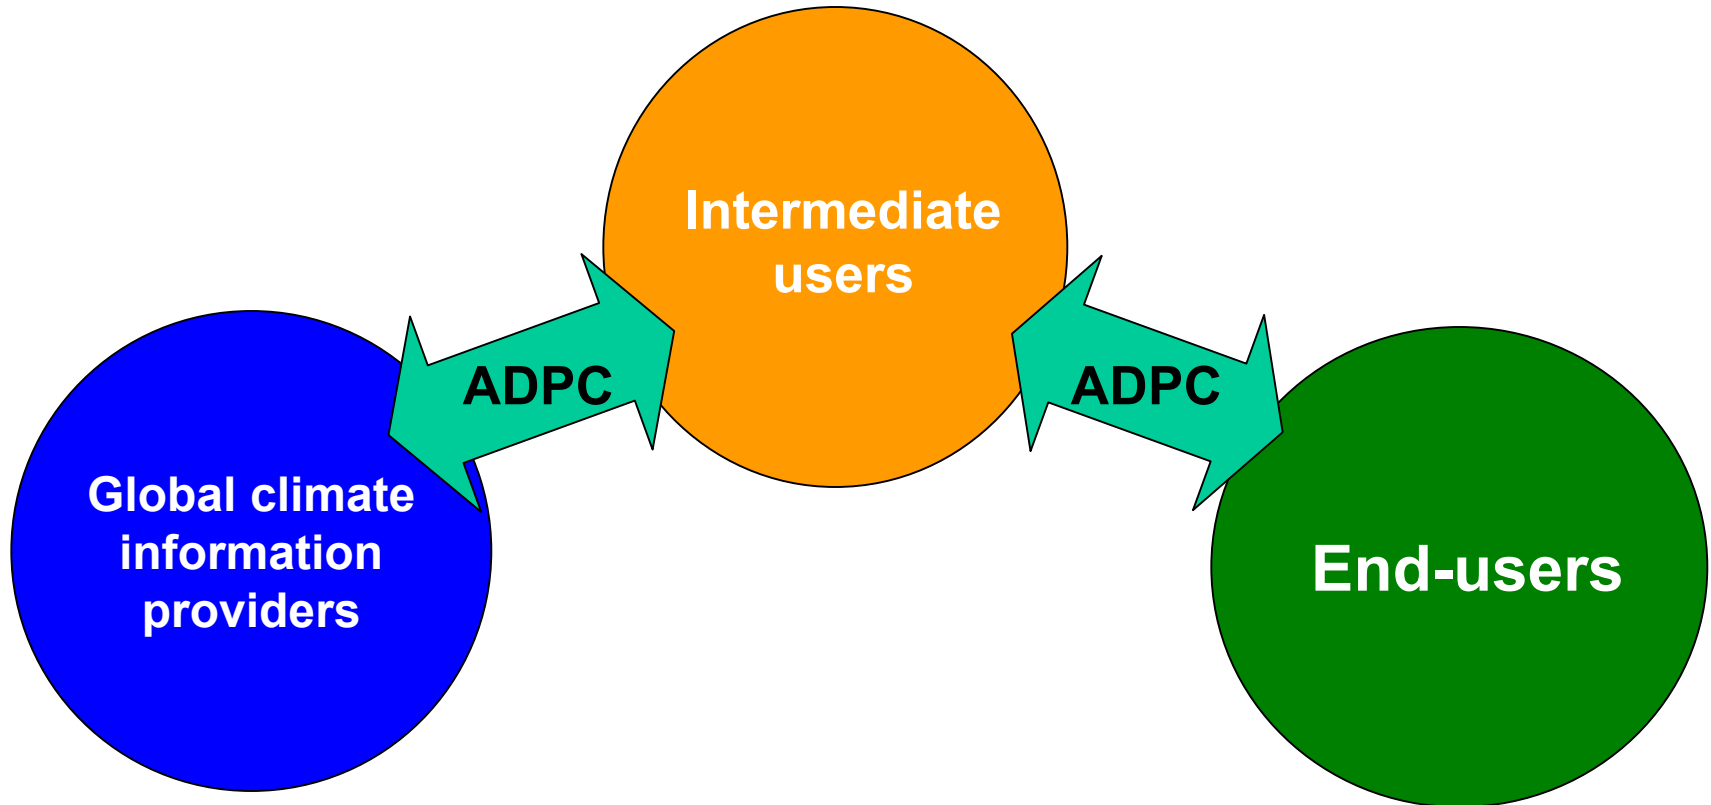 Intermediate
users
ADPC
ADPC
Global climate
information
providers
End-users